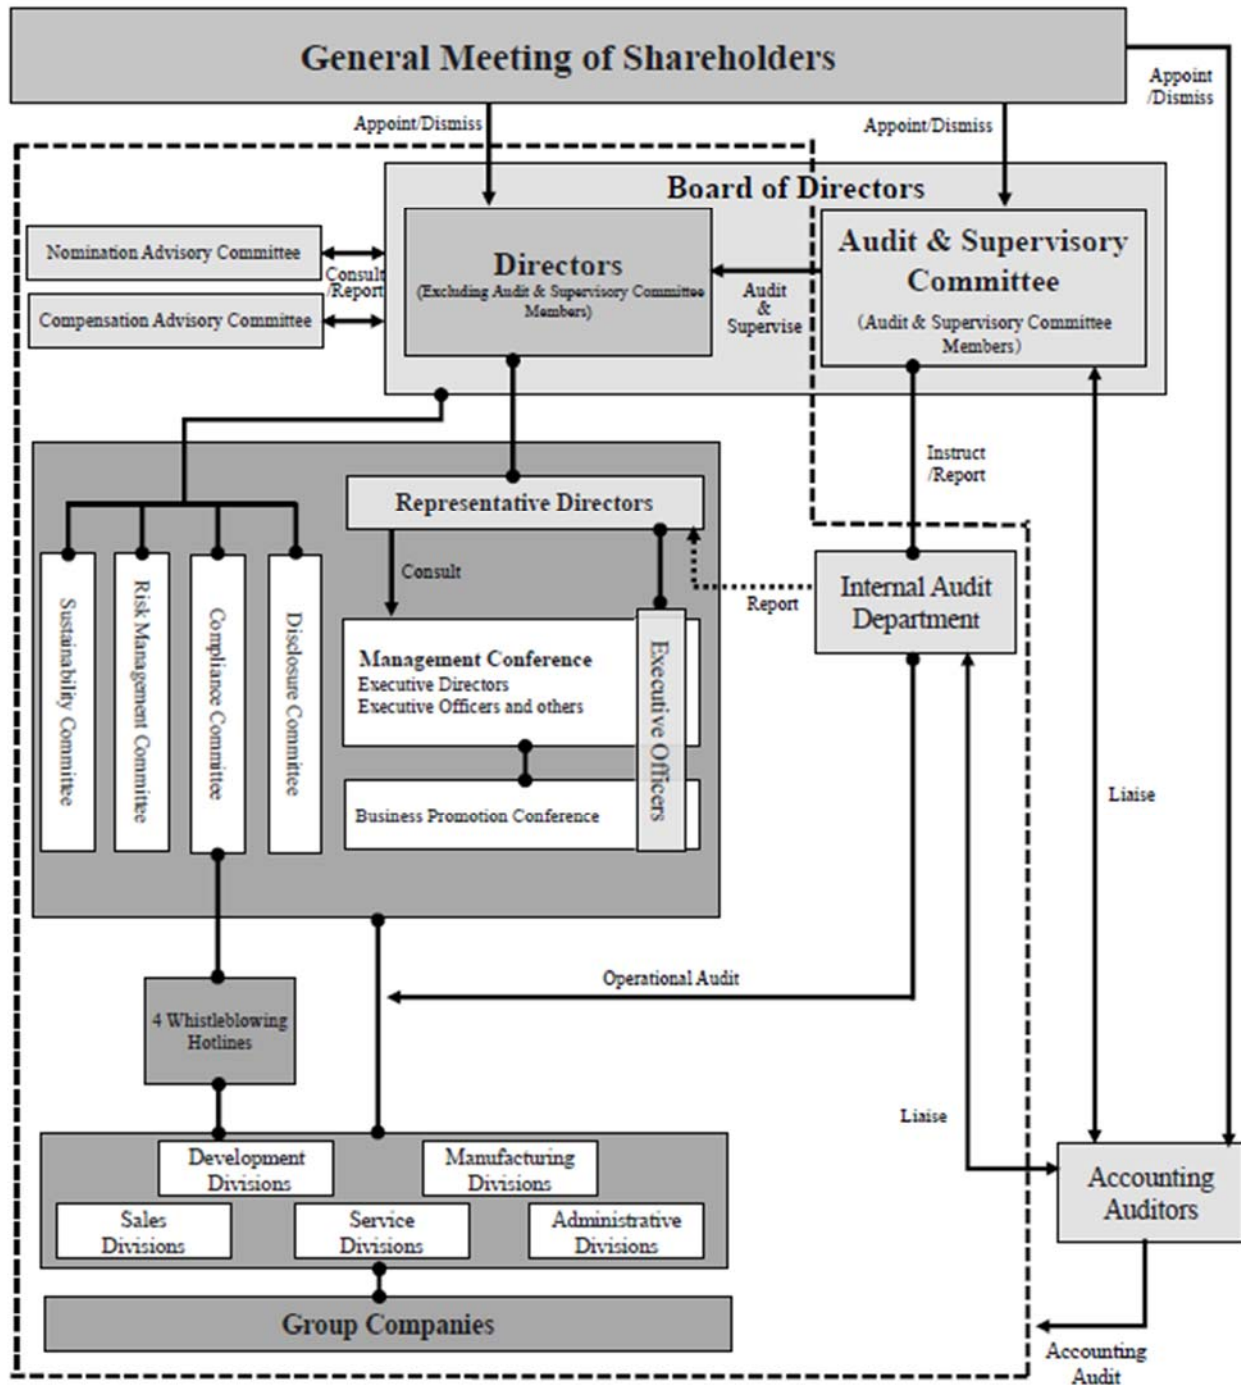 General Meeting of Shareholders
Appoint
/Dismiss
Appoint/Dismiss
Appoint/Dismiss
Board of Directors
Nomination Advisory Committee
Consult
/Report
Compensation Advisory Committee
Directors
(Excluding Audit & Supervisory Committee
Members)
Audit
&
Supervise
Audit & Supervisory
Committee
(Audit & Supervisory Committee
Members)
Instruct
/Report
Representative Directors
Consult
Report
Internal Audit
Department
Sustainability Committee
Risk Management Committee
Compliance Committee
Disclosure Committee
Management Conference
Executive Directors
Executive Officers and others
Executive Officers
Business Promotion Conference
Liaise
Operational Audit
4 Whistleblowing
Hotlines
Liaise
Development
Divisions
Manufacturing
Divisions
Sales
Divisions
Service
Divisions
Administrative
Divisions
Accounting
Auditors
Group Companies
Accounting
Audit